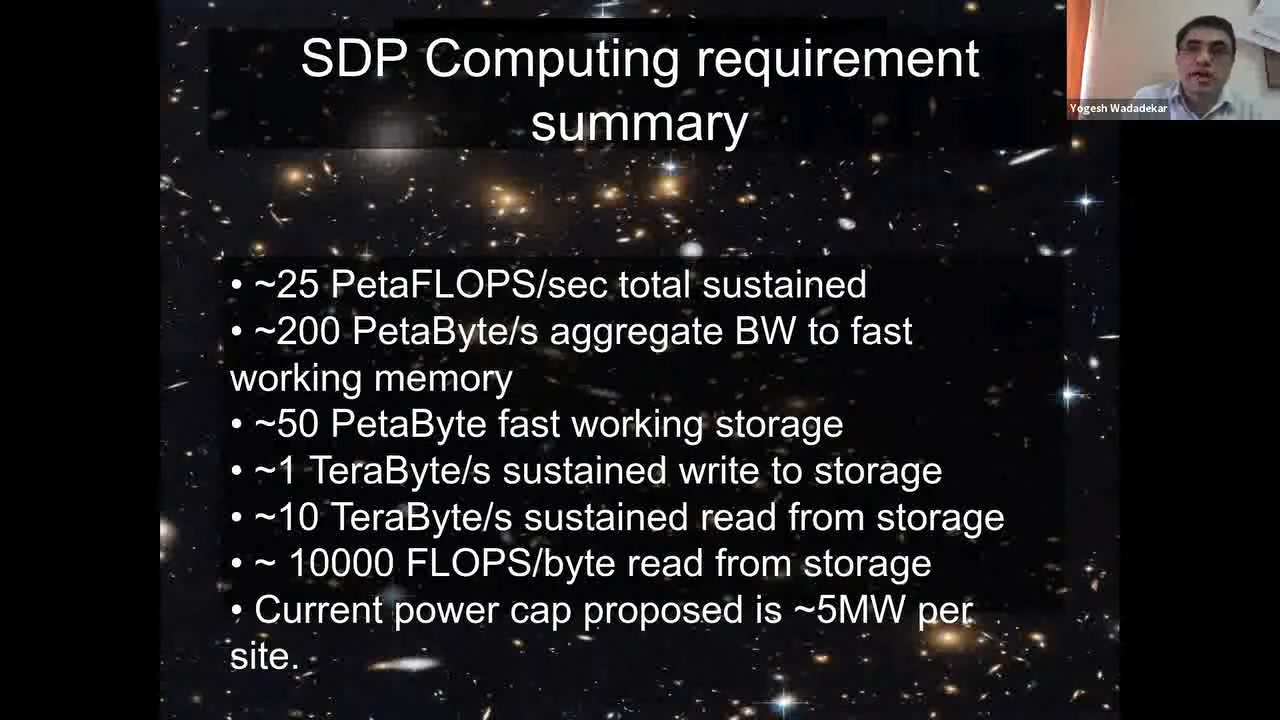 SDP Computing requirement
summary
Yogesh Wadadekar
• ~25 PetaFLOPS/sec total sustained
• ~200 PetaByte/s aggregate BW to fast
working memory
• ~50 PetaByte fast working storage
• ~1 TeraByte/s sustained write to storage
• ~10 TeraByte/s sustained read from storage
• ~ 10000 FLOPS/byte read from storage
• Current power cap proposed is ~5MW per
site.